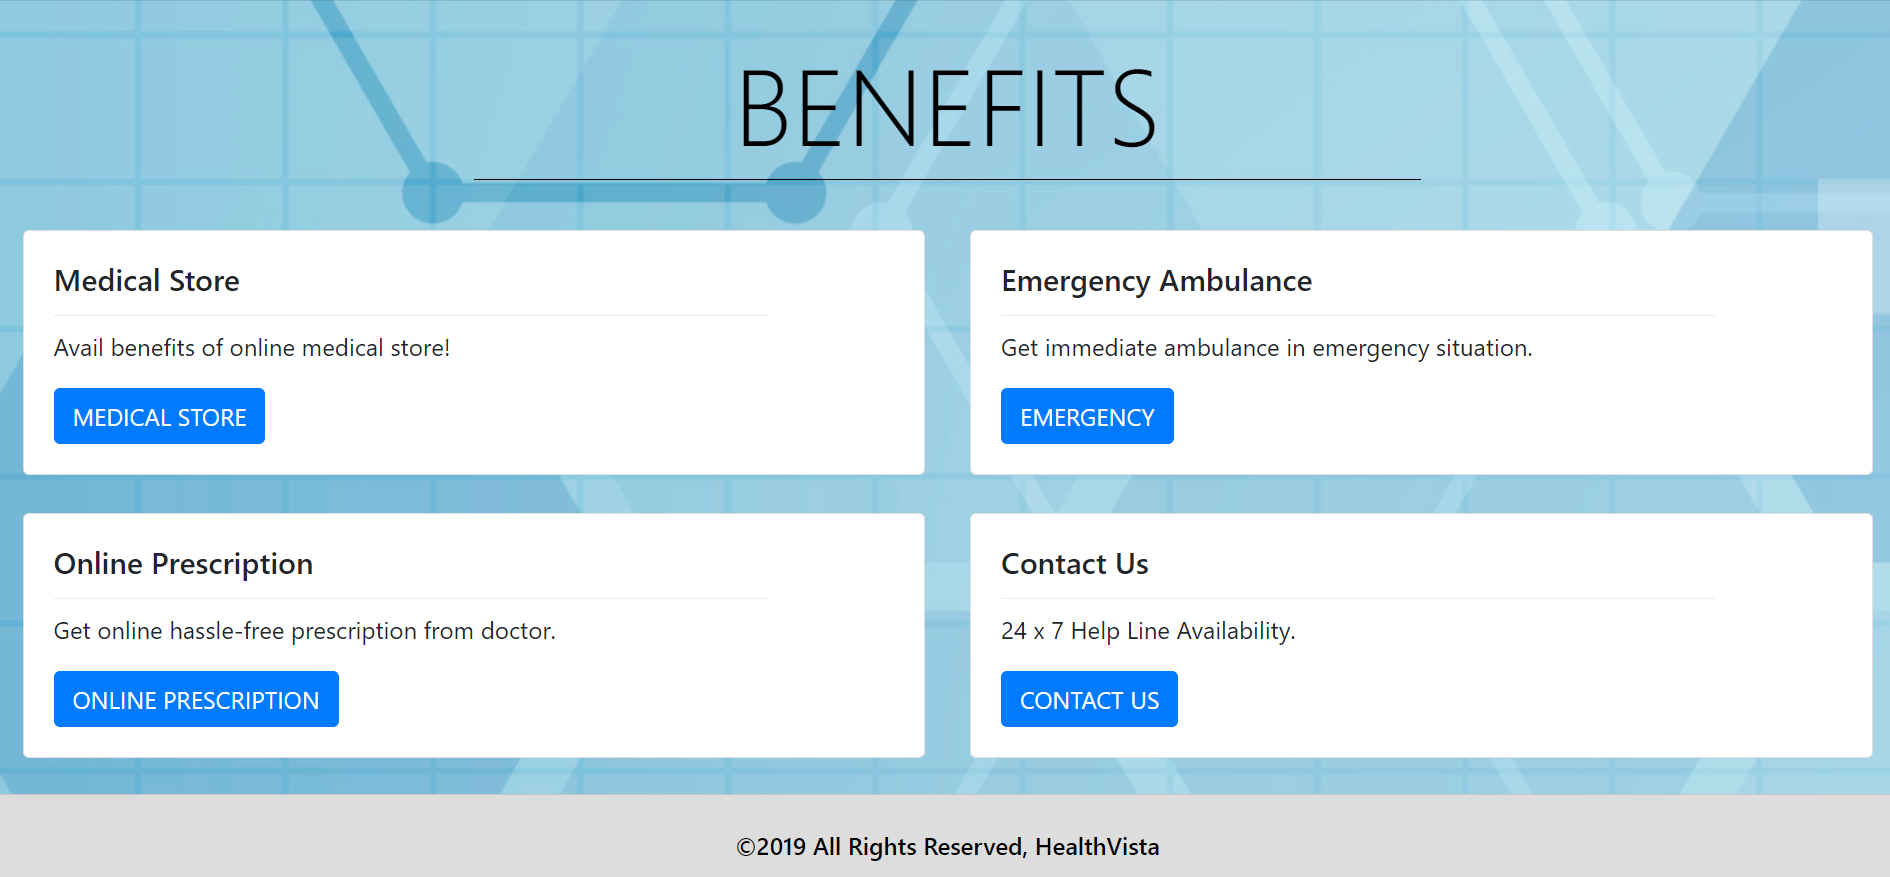 BENEFITS
Medical Store
Avail benefits of online medical store!
MEDICAL STORE
Emergency Ambulance
Get immediate ambulance in emergency situation.
EMERGENCY
Online Prescription
Get online hassle-free prescription from doctor.
ONLINE PRESCRIPTION
Contact Us
24 x 7 Help Line Availability.
CONTACT US
©2019 All Rights Reserved, HealthVista